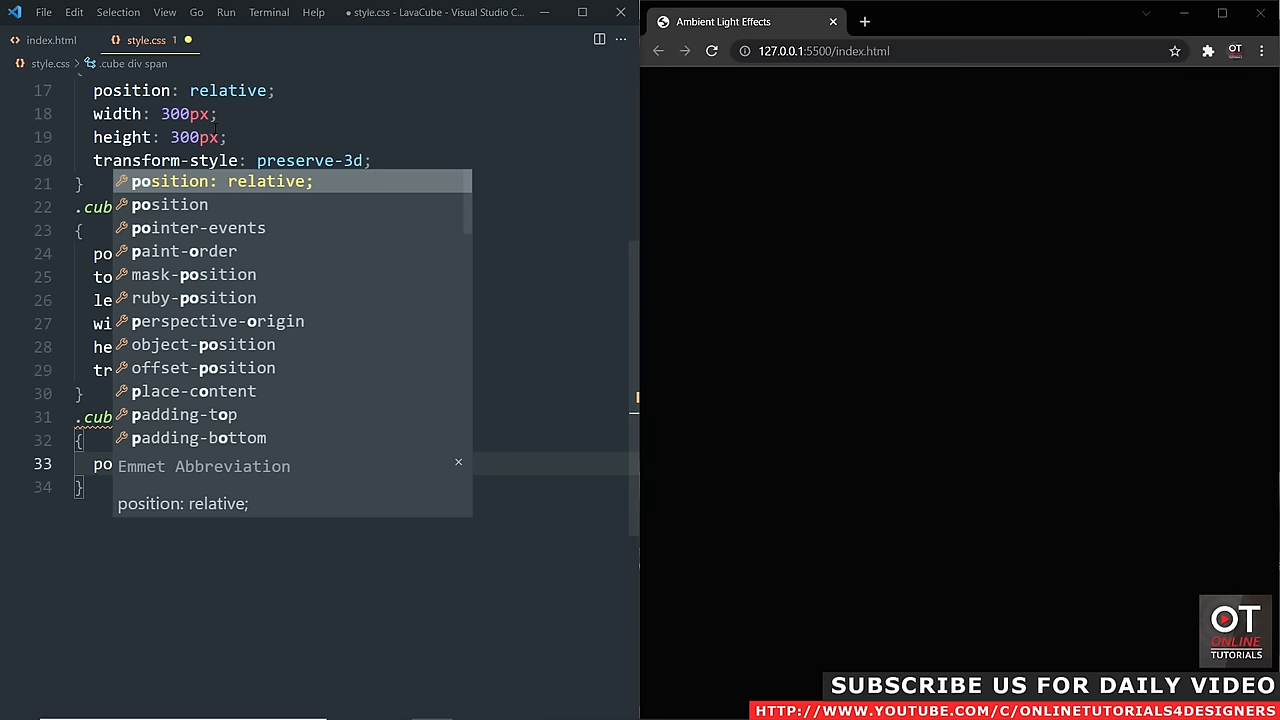 File Edit Selection View Go Run Terminal Help ● style.css - LavaCube - Visual Studio C...
index.html style.css 1
style.css > .cube div span
17 position: relative;
18 width: 300px;
19 height: 300px;
20 transform-style: preserve-3d;
21 }
22 .cub
23 {
24 po
25 to
26 le
27 wi
28 he
29 tr
30 }
31 .cub
32 {
33 po
34 }
position: relative;
position
pointer-events
paint-order
mask-position
ruby-position
perspective-origin
object-position
offset-position
place-content
padding-top
padding-bottom
Emmet Abbreviation
position: relative;
Ambient Light Effects
127.0.0.1:5500/index.html
OT
OT
ONLINE
TUTORIALS
SUBSCRIBE US FOR DAILY VIDEO
HTTP://WWW.YOUTUBE.COM/C/ONLINETUTORIALS4DESIGNERS